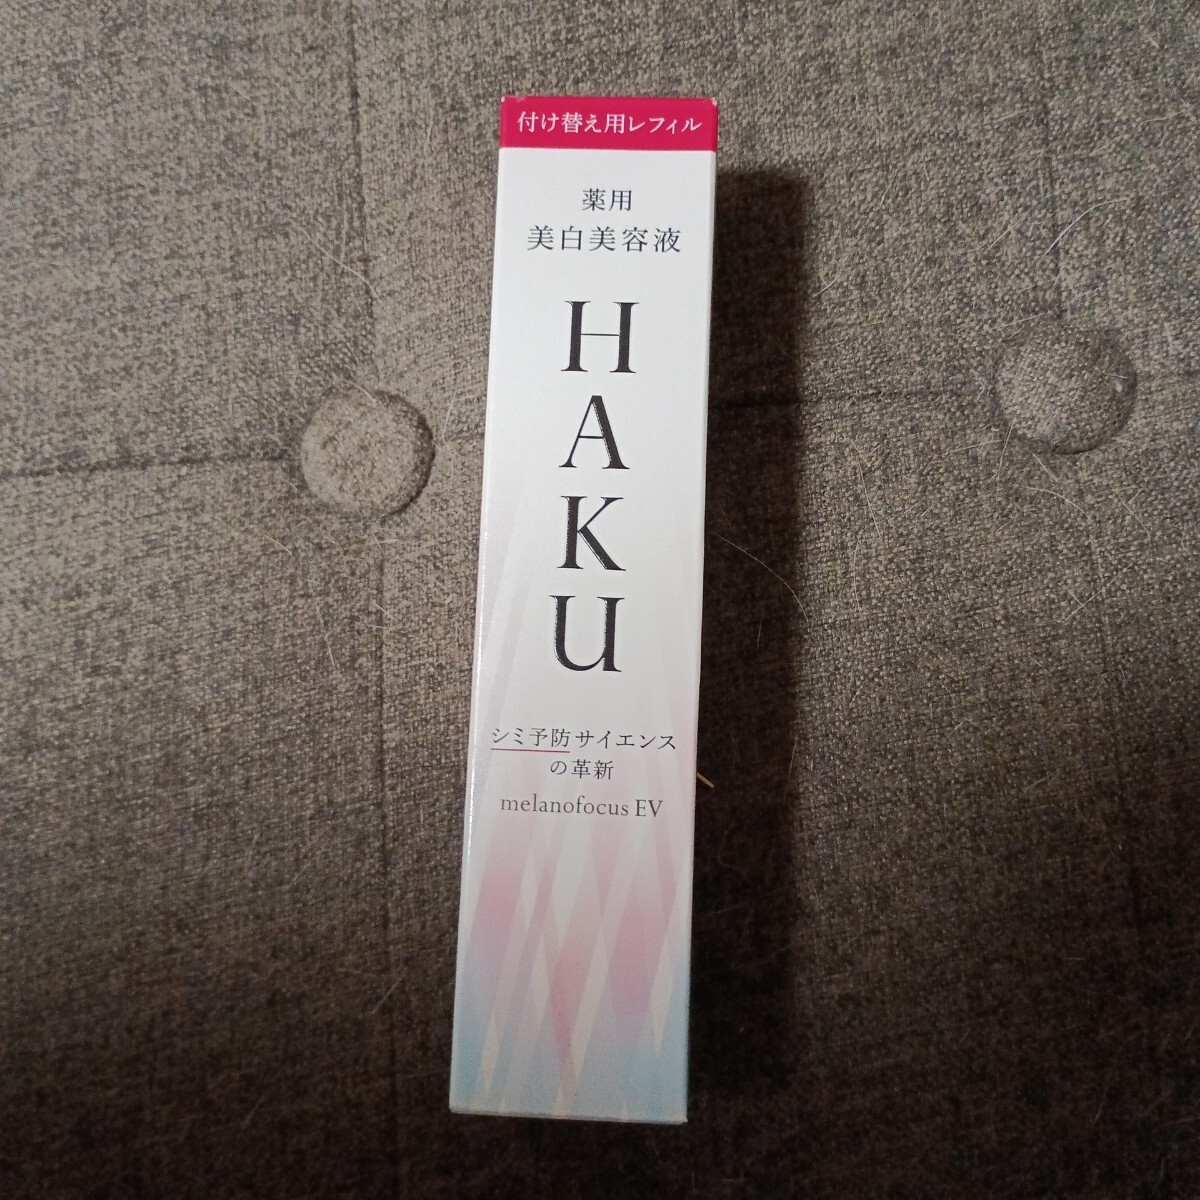 付け替え用レフィル
薬用
美白美容液
HAKU
シミ予防サイエンス
の革新
melanofocus EV